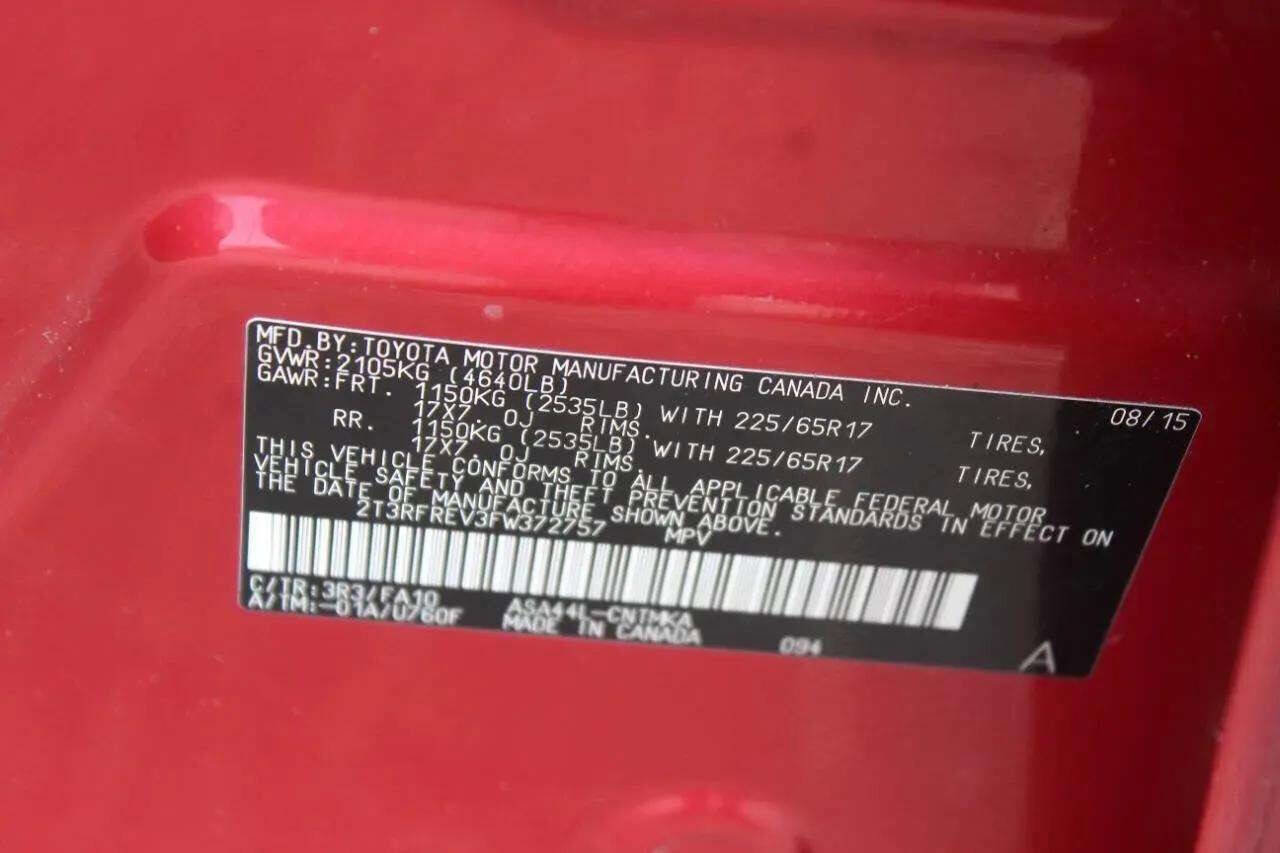 MFD.BY:TOYOTA MOTOR MANUFACTURING CANADA INC. 08/15
GVWR:2105KG (4640LB)
GAWR:FRT. 1150KG (2535LB) WITH 225/65R17 TIRES,
17X7.0J RIMS.
RR. 1150KG (2535LB) WITH 225/65R17 TIRES,
17X7.0J RIMS.
THIS VEHICLE CONFORMS TO ALL APPLICABLE FEDERAL MOTOR
VEHICLE SAFETY AND THEFT PREVENTION STANDARDS IN EFFECT ON
THE DATE OF MANUFACTURE SHOWN ABOVE.
2T3RFREV3FW372757 MPV
C/TR:3R3/FA10 ASA44L-CNTMKA
A/TM:-01A/U760F MADE IN CANADA 094 A